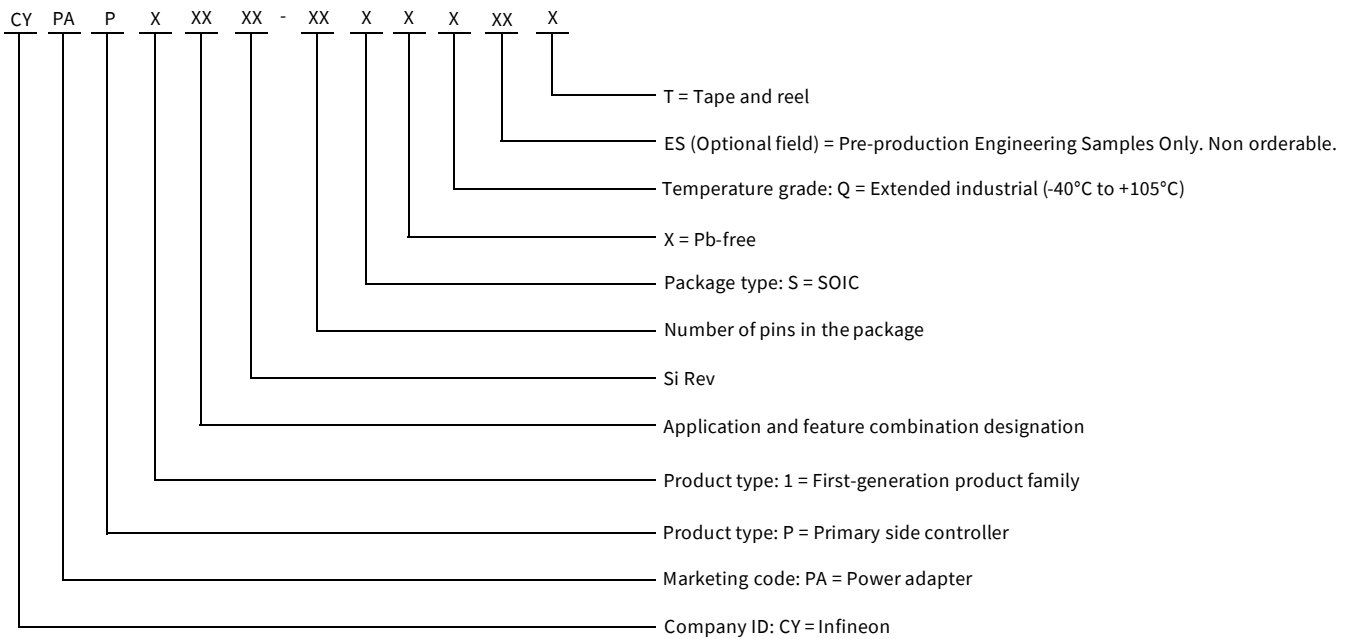 CY PA P X XX XX - XX X X X XX X
T = Tape and reel
ES (Optional field) = Pre-production Engineering Samples Only. Non orderable.
Temperature grade: Q = Extended industrial (-40°C to +105°C)
X = Pb-free
Package type: S = SOIC
Number of pins in the package
Si Rev
Application and feature combination designation
Product type: 1 = First-generation product family
Product type: P = Primary side controller
Marketing code: PA = Power adapter
Company ID: CY = Infineon